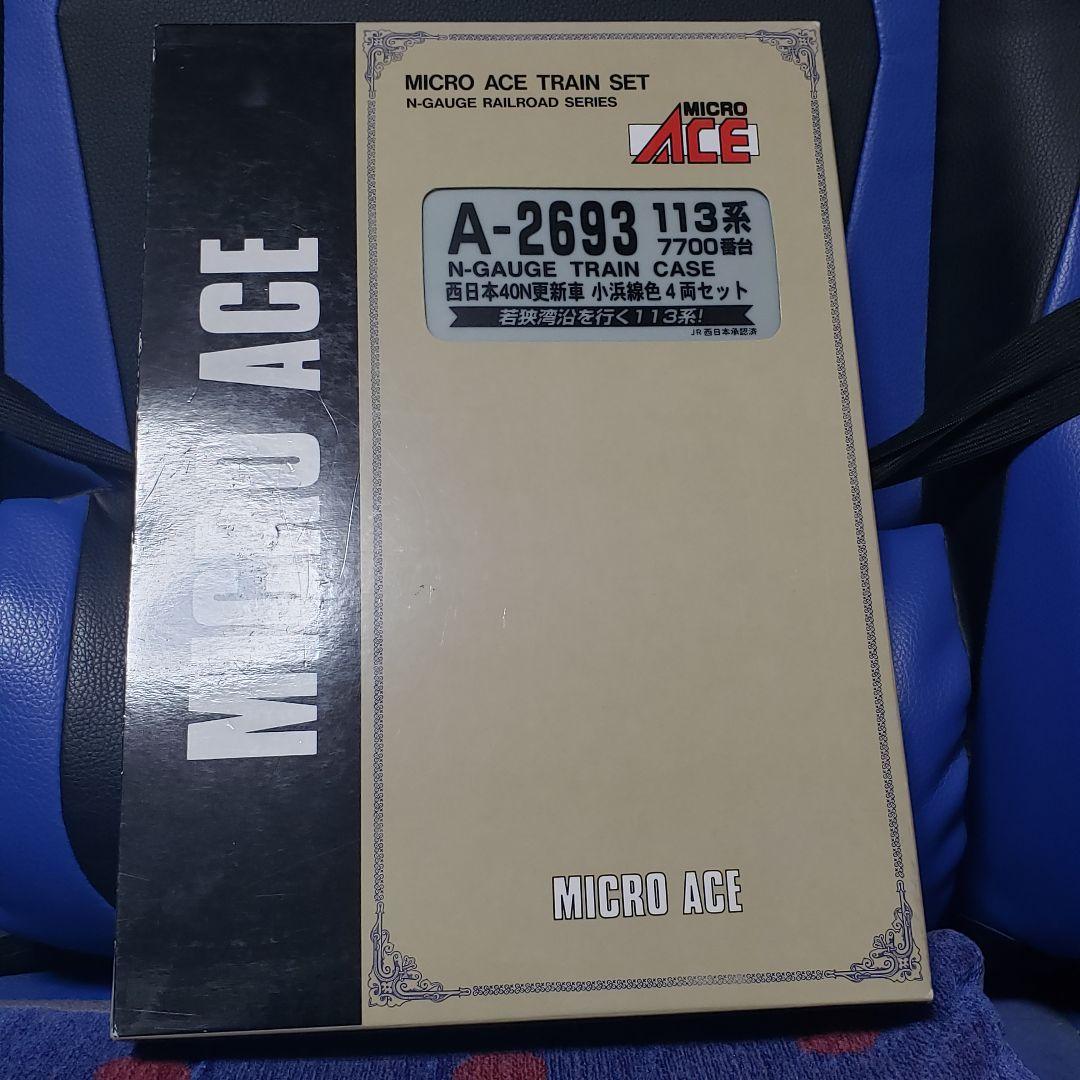 MICRO ACE TRAIN SET
N-GAUGE RAILROAD SERIES
MICRO
ACE
A-2693 113系
7700番台
N-GAUGE TRAIN CASE
西日本40N更新車 小浜線色4両セット
若狭湾沿を行く113系!
JR西日本承認済
MICRO ACE
MICRO ACE